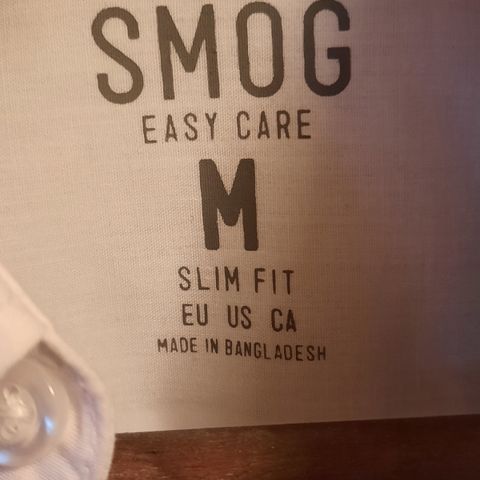 SMOG
EASY CARE
M
SLIM FIT
EU US CA
MADE IN BANGLADESH